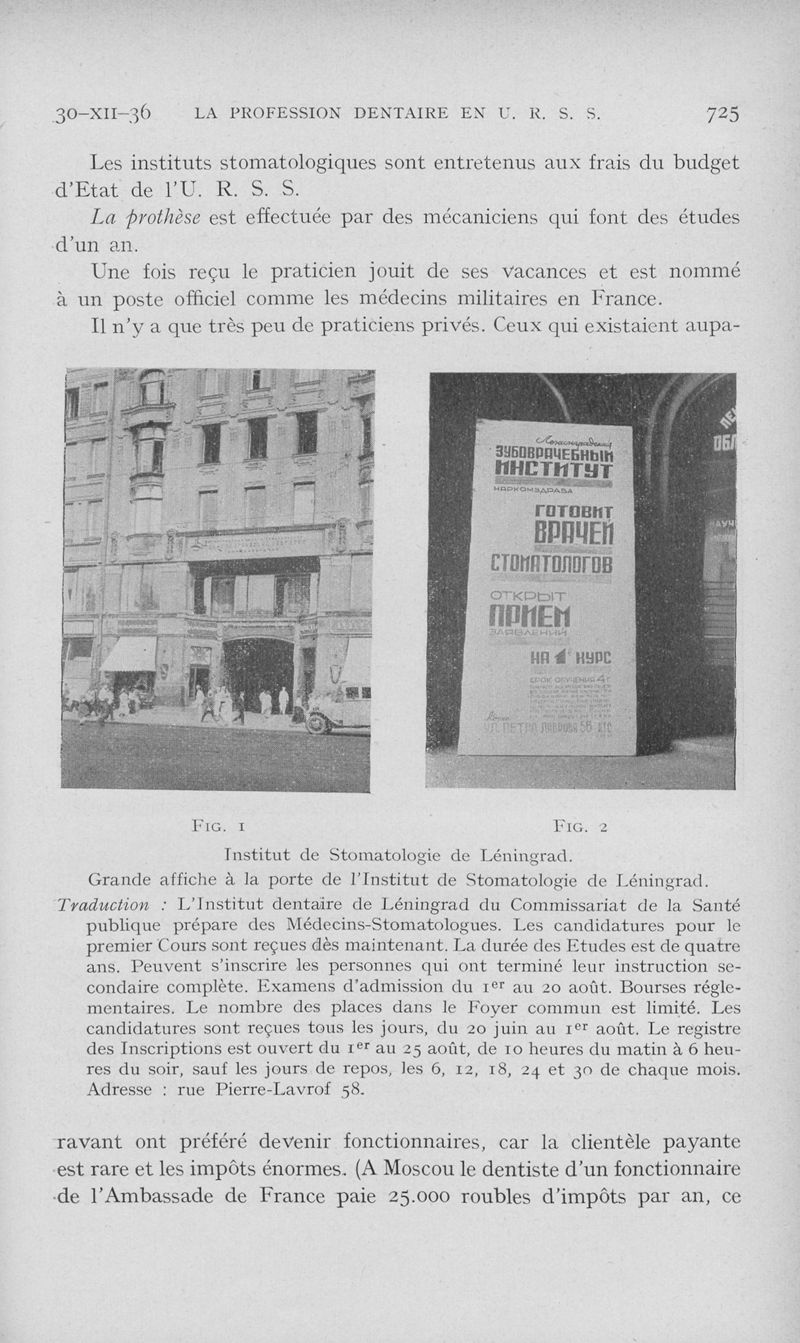 30-XII-36 LA PROFESSION DENTAIRE EN U. R. S. S. 725
Les instituts stomatologiques sont entretenus aux frais du budget
d'Etat de l'U. R. S. S.
La prothèse est effectuée par des mécaniciens qui font des études
d'un an.
Une fois reçu le praticien jouit de ses vacances et est nommé
à un poste officiel comme les médecins militaires en France.
Il n'y a que très peu de praticiens privés. Ceux qui existaient aupa-
Ленинградский
ЗУБОВРАЧЕБНЫЙ
ИНСТИТУТ
НАРКОМЗДРАВА
ГОТОВИТ
ВРАЧЕЙ
СТОМАТОЛОГОВ
ОТКРЫТ
ПРИЕМ
ЗАЯВЛЕНИЙ
НА 1 КУРС
СРОК ОБУЧЕНИЯ 4 Г
УЛ. ПЕТРА ЛАВРОВА 58
ОБЛ
FIG. 1
FIG. 2
Institut de Stomatologie de Léningrad.
Grande affiche à la porte de l'Institut de Stomatologie de Léningrad.
Traduction : L'Institut dentaire de Léningrad du Commissariat de la Santé
publique prépare des Médecins-Stomatologues. Les candidatures pour le
premier Cours sont reçues dès maintenant. La durée des Etudes est de quatre
ans. Peuvent s'inscrire les personnes qui ont terminé leur instruction se-
condaire complète. Examens d'admission du 1er au 20 août. Bourses régle-
mentaires. Le nombre des places dans le Foyer commun est limité. Les
candidatures sont reçues tous les jours, du 20 juin au 1er août. Le registre
des Inscriptions est ouvert du 1er au 25 août, de 10 heures du matin à 6 heu-
res du soir, sauf les jours de repos, les 6, 12, 18, 24 et 30 de chaque mois.
Adresse : rue Pierre-Lavrof 58.
ravant ont préféré devenir fonctionnaires, car la clientèle payante
est rare et les impôts énormes. (A Moscou le dentiste d'un fonctionnaire
de l'Ambassade de France paie 25.000 roubles d'impôts par an, ce